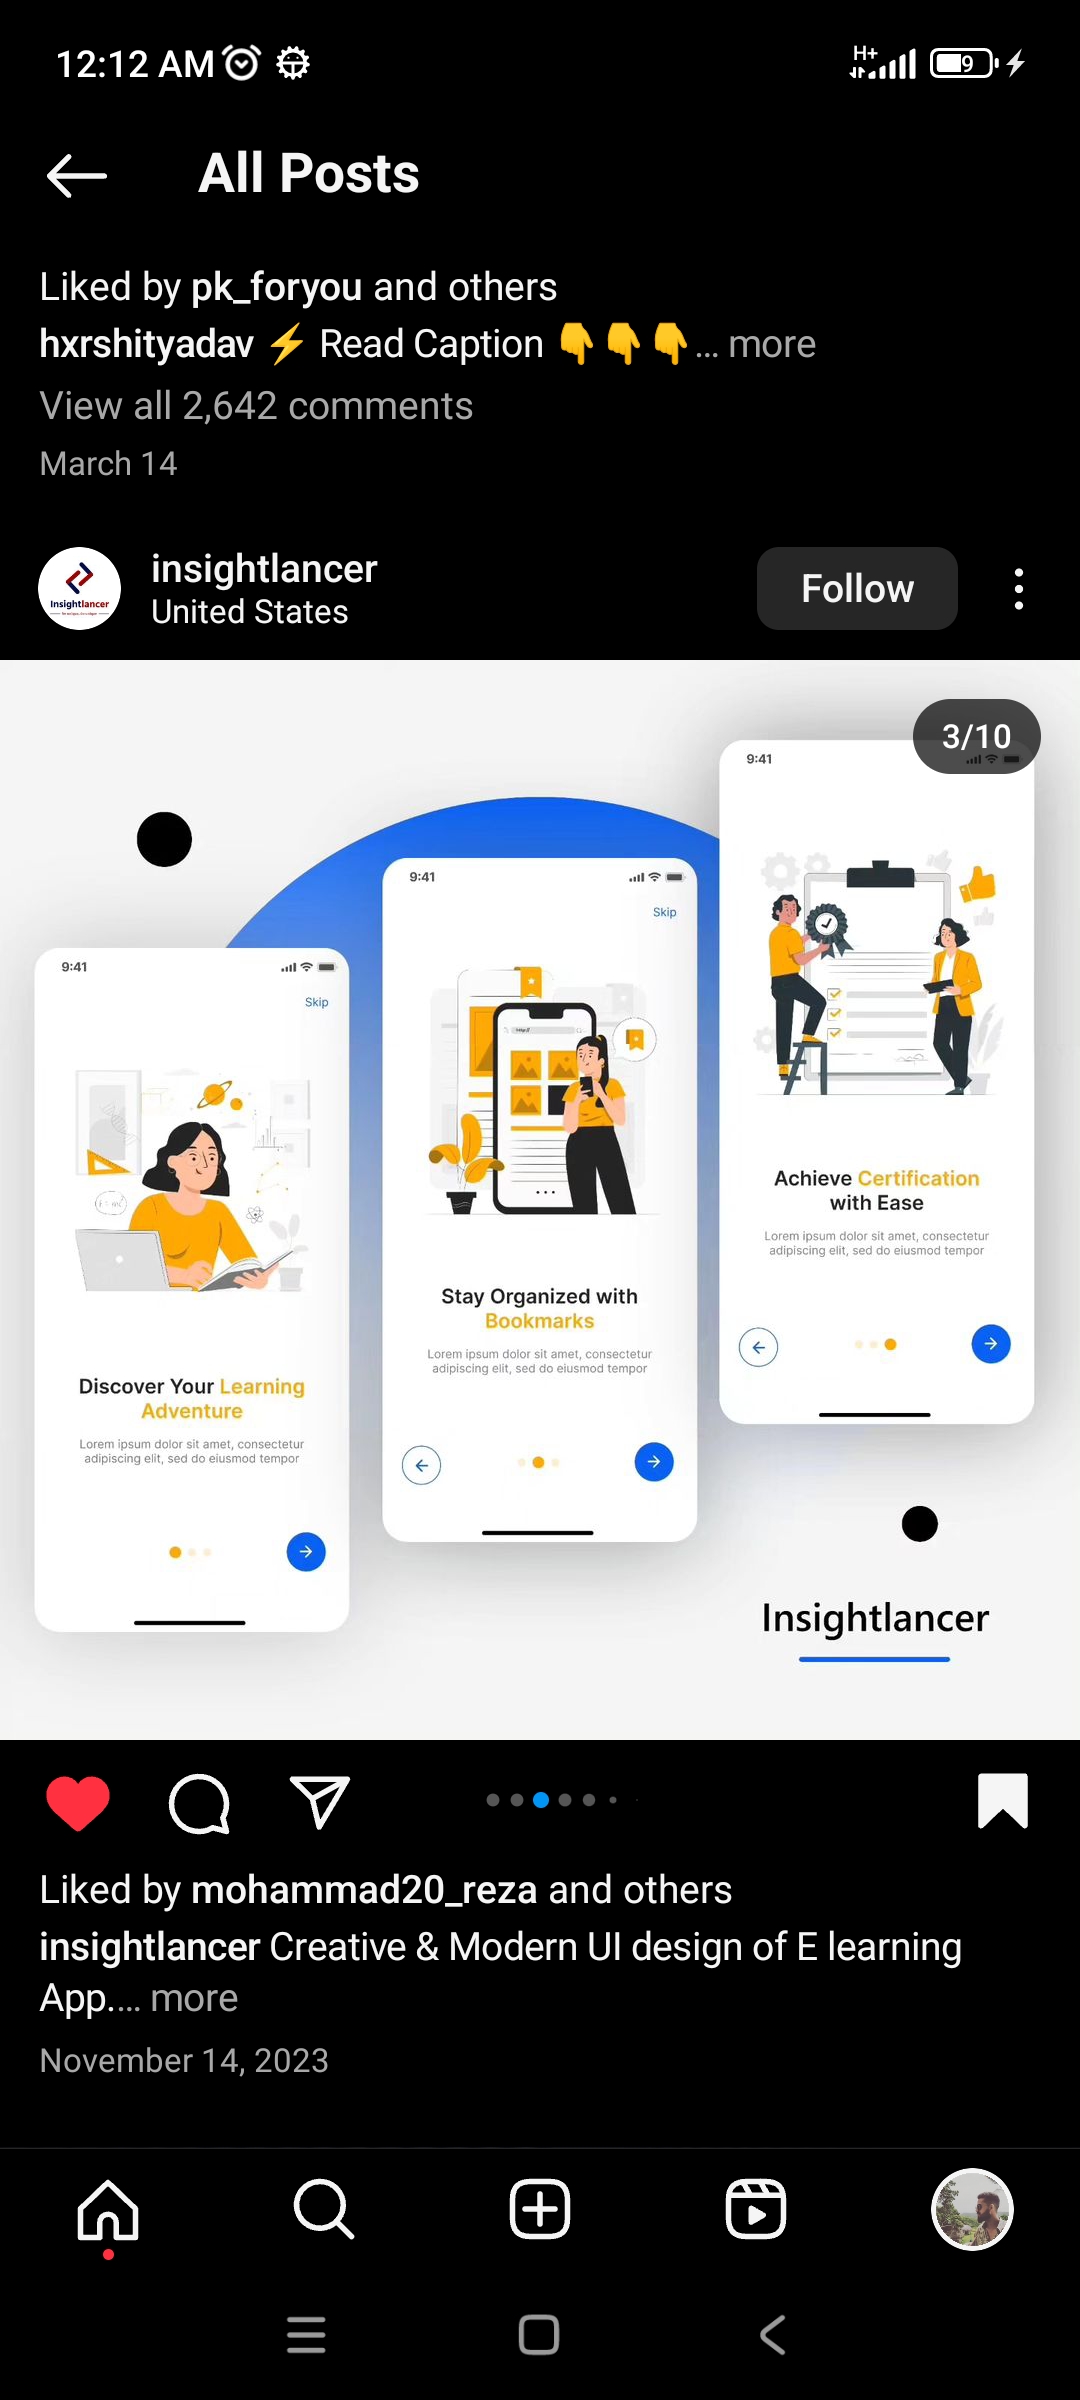 12:12 AM
H+
9
All Posts
Liked by pk_foryou and others
hxrshityadav ⚡ Read Caption 👇👇👇... more
View all 2,642 comments
March 14
Insightlancer
insightlancer
United States
Follow
3/10
9:41
Skip
Discover Your Learning
Adventure
Lorem ipsum dolor sit amet, consectetur
adipiscing elit, sed do eiusmod tempor
9:41
Skip
Stay Organized with
Bookmarks
Lorem ipsum dolor sit amet, consectetur
adipiscing elit, sed do eiusmod tempor
9:41
Achieve Certification
with Ease
Lorem ipsum dolor sit amet, consectetur
adipiscing elit, sed do eiusmod tempor
Insightlancer
Liked by mohammad20_reza and others
insightlancer Creative & Modern UI design of E learning
App.... more
November 14, 2023